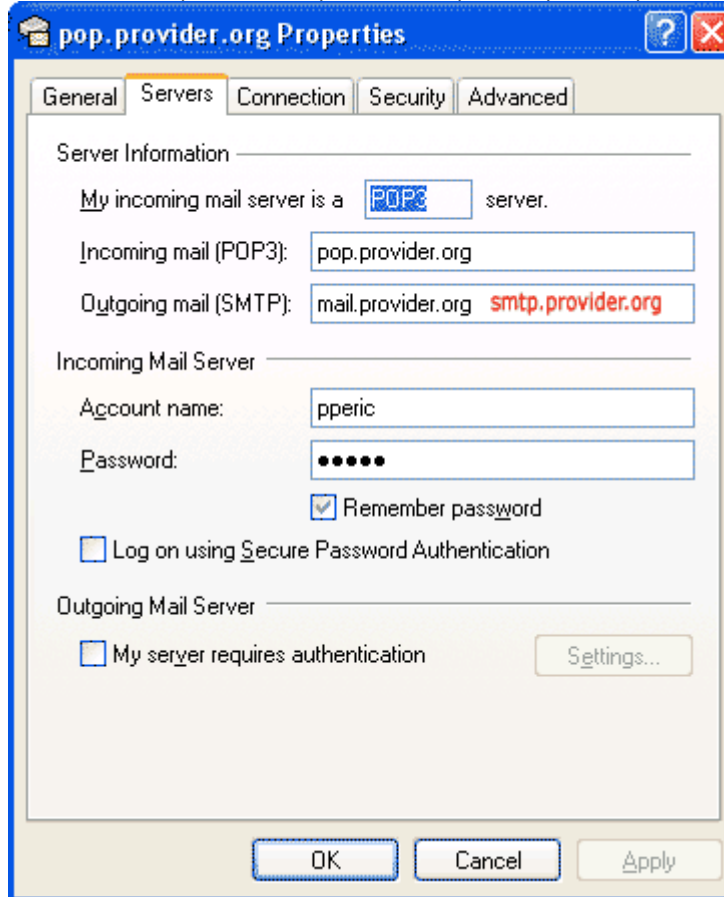 pop.provider.org Properties
General Servers Connection Security Advanced
Server Information
My incoming mail server is a POP3 server.
Incoming mail (POP3): pop.provider.org
Outgoing mail (SMTP): mail.provider.org smtp.provider.org
Incoming Mail Server
Account name: pperic
Password: •••••
Remember password
Log on using Secure Password Authentication
Outgoing Mail Server
My server requires authentication Settings...
OK Cancel Apply